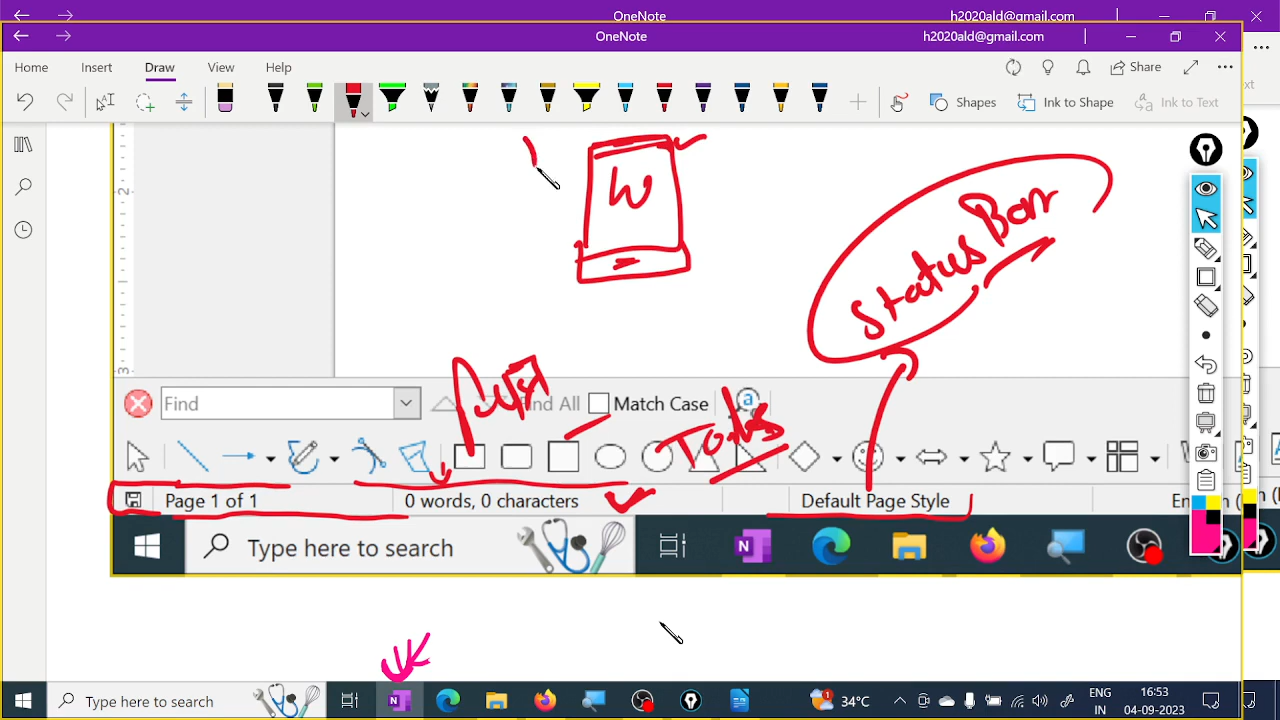 OneNote
h2020ald@gmail.com
OneNote
h2020ald@gmail.com
Home
Insert
Draw
View
Help
Share
Shapes
Ink to Shape
Ink to Text
W
2
Status Bar
3
Find
Find All
Match Case
Page 1 of 1
0 words, 0 characters
Default Page Style
Type here to search
Type here to search
34°C
ENG
IN
16:53
04-09-2023